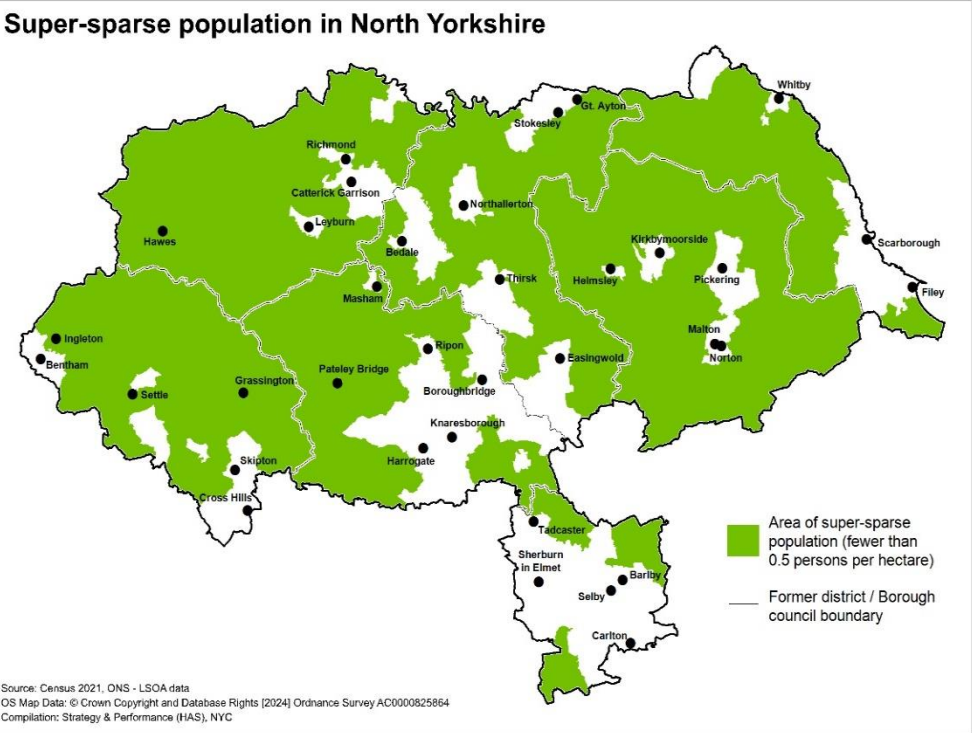 Super-sparse population in North Yorkshire
Whitby
Gt. Ayton
Stokesley
Richmond
Catterick Garrison
Northallerton
Leyburn
Hawes
Bedale
Kirkbymoorside
Scarborough
Helmsley
Pickering
Thirsk
Masham
Filey
Malton
Norton
Ingleton
Ripon
Easingwold
Bentham
Pateley Bridge
Grassington
Settle
Boroughbridge
Knaresborough
Harrogate
Skipton
Cross Hills
Tadcaster
Sherburn
in Elmet
Barlby
Selby
Carlton
Area of super-sparse
population (fewer than
0.5 persons per hectare)
Former district / Borough
council boundary
Source: Census 2021, ONS - LSOA data
OS Map Data: © Crown Copyright and Database Rights [2024] Ordnance Survey AC0000825864
Compilation: Strategy & Performance (HAS), NYC